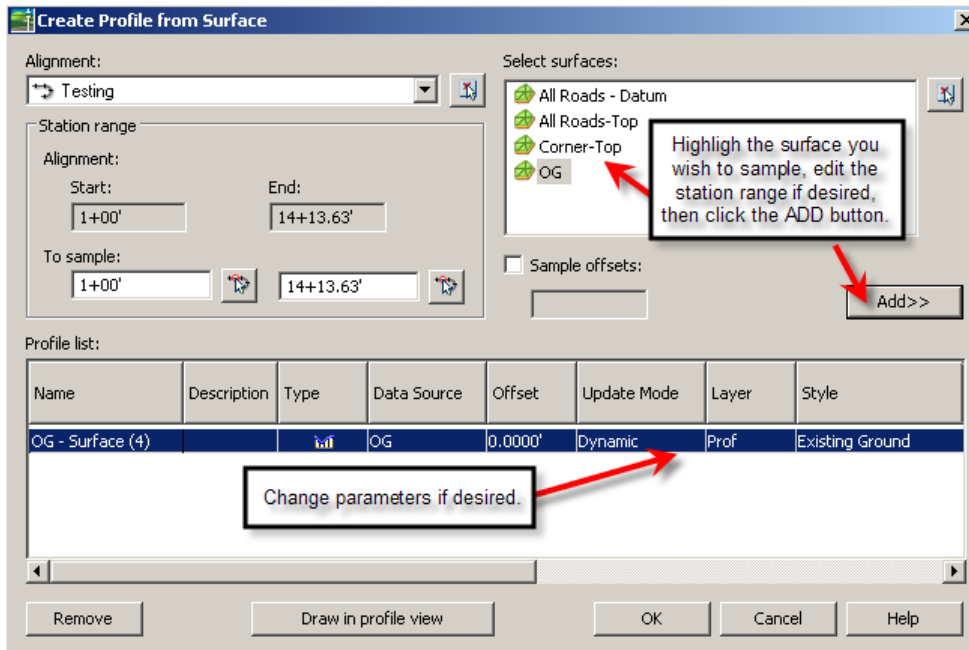 Create Profile from Surface
Alignment:
Testing
Station range
Alignment:
Start:
End:
1+00'
14+13.63'
To sample:
1+00'
14+13.63'
Select surfaces:
All Roads - Datum
All Roads-Top
Corner-Top
OG
Highligh the surface you
wish to sample, edit the
station range if desired,
then click the ADD button.
Sample offsets:
Add>>
Profile list:
Name Description Type Data Source Offset Update Mode Layer Style
OG - Surface (4) OG 0.0000' Dynamic Prof Existing Ground
Change parameters if desired.
Remove
Draw in profile view
OK
Cancel
Help